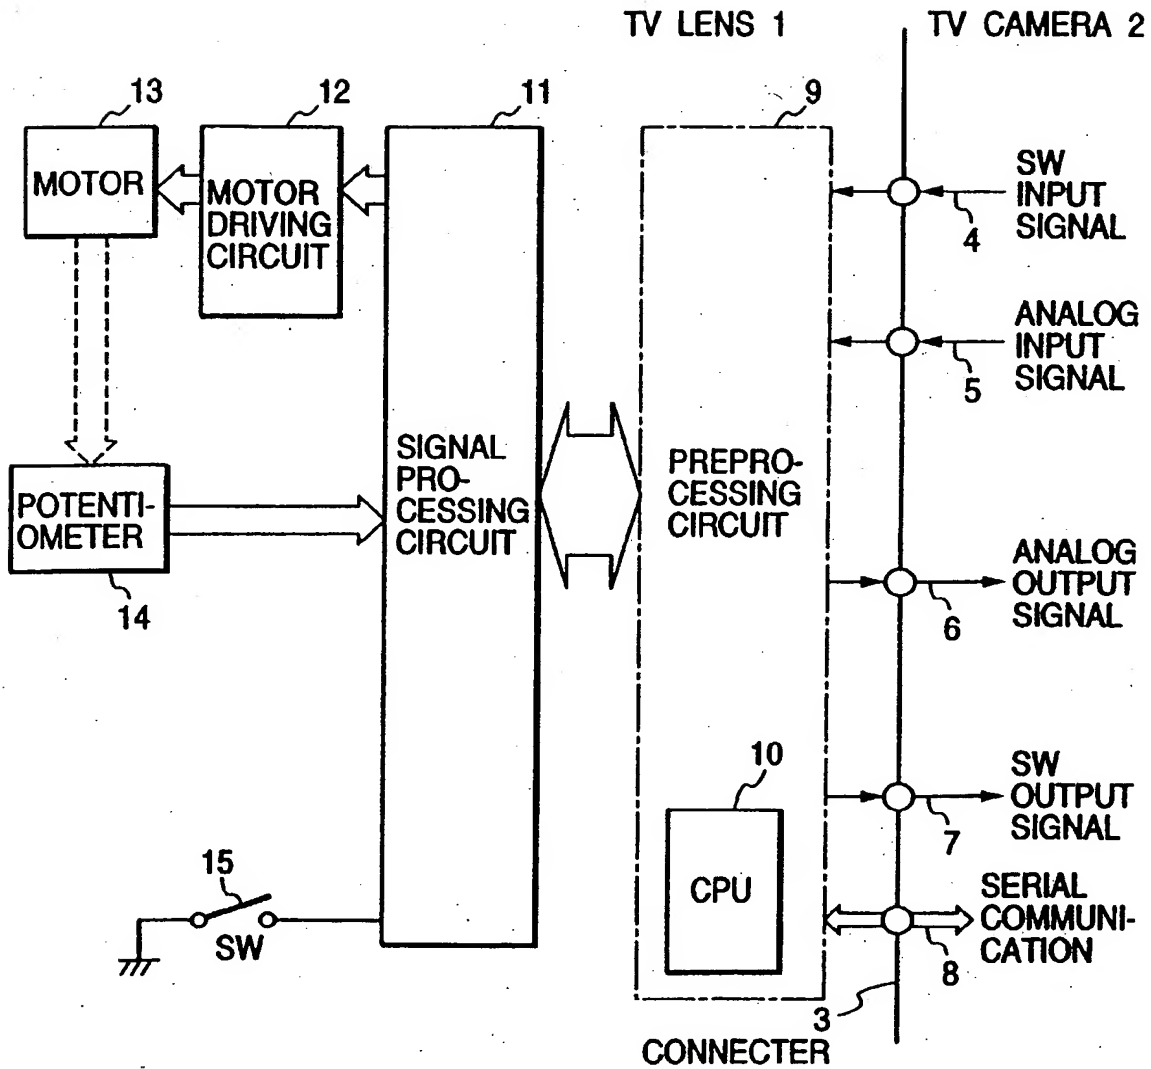 TV LENS 1
TV CAMERA 2
13
12
11
9
MOTOR
MOTOR
DRIVING
CIRCUIT
SW
INPUT
SIGNAL
4
ANALOG
INPUT
SIGNAL
5
SIGNAL
PRO-
CESSING
CIRCUIT
PREPRO-
CESSING
CIRCUIT
POTENTI-
OMETER
14
ANALOG
OUTPUT
SIGNAL
6
SW
OUTPUT
SIGNAL
7
10
CPU
15
SW
SERIAL
COMMUNI-
CATION
8
3
CONNECTER